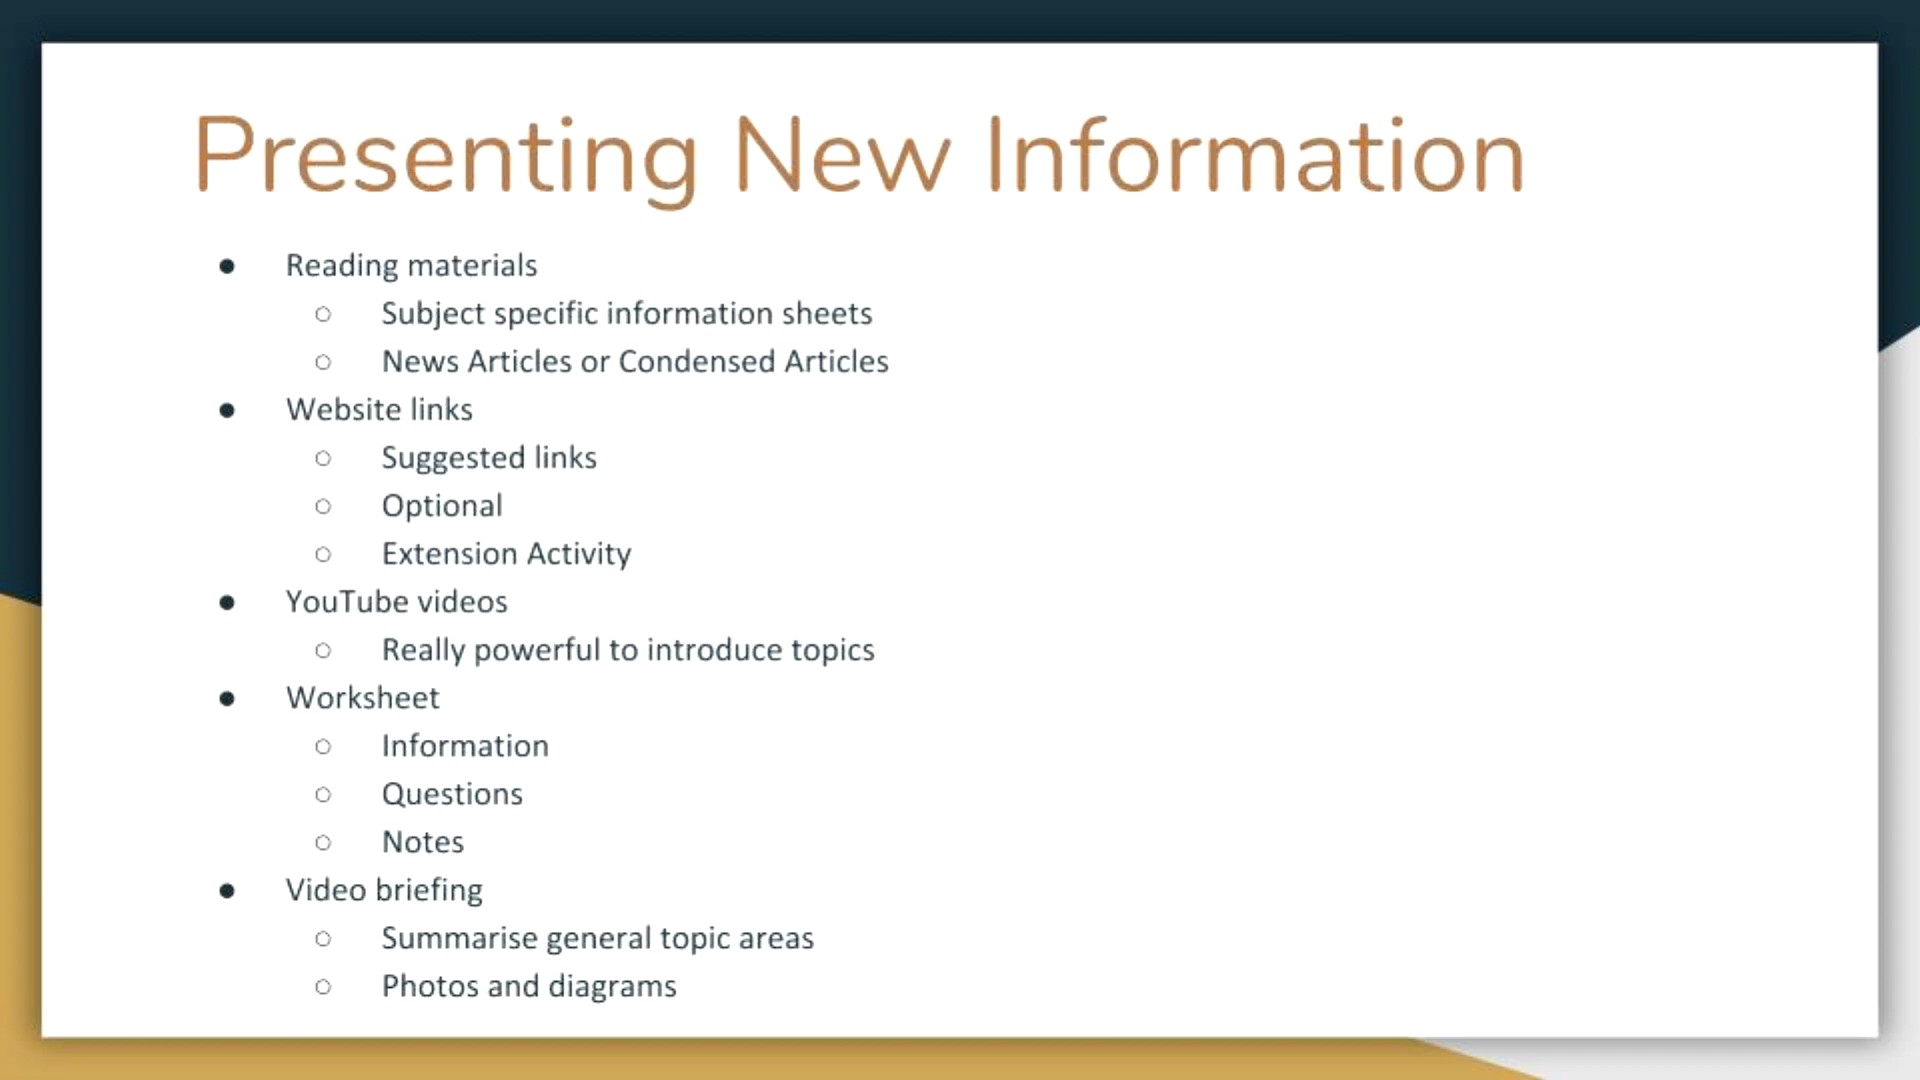 Presenting New Information
● Reading materials
○ Subject specific information sheets
○ News Articles or Condensed Articles
● Website links
○ Suggested links
○ Optional
○ Extension Activity
● YouTube videos
○ Really powerful to introduce topics
● Worksheet
○ Information
○ Questions
○ Notes
● Video briefing
○ Summarise general topic areas
○ Photos and diagrams